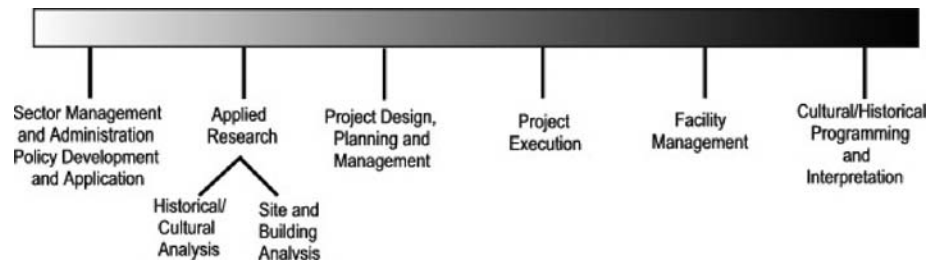 Sector Management
and Administration
Policy Development
and Application
Applied
Research
Historical/
Cultural
Analysis
Site and
Building
Analysis
Project Design,
Planning and
Management
Project
Execution
Facility
Management
Cultural/Historical
Programming
and
Interpretation